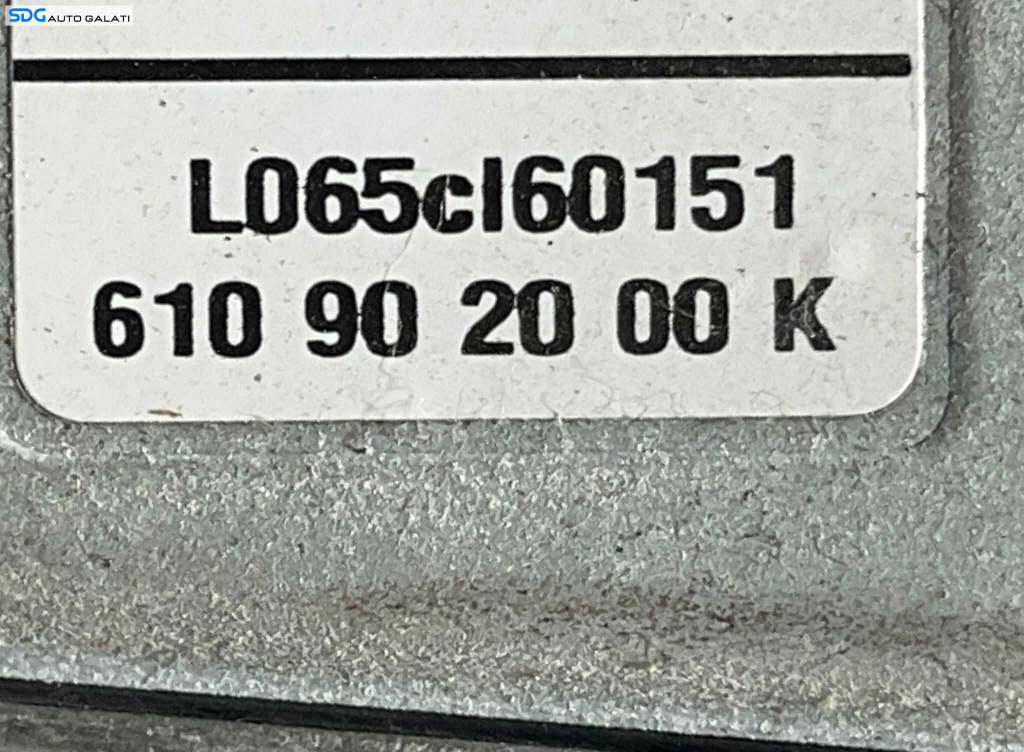 SDG AUTO GALATI
L065cl60151
610 90 20 00 K